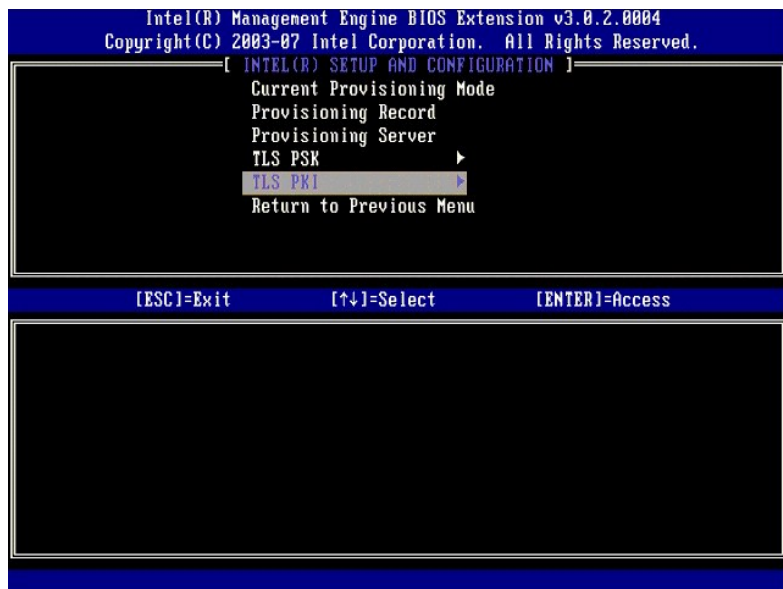 Intel(R) Management Engine BIOS Extension v3.0.2.0004
Copyright(C) 2003-07 Intel Corporation. All Rights Reserved.
[ INTEL(R) SETUP AND CONFIGURATION ]
Current Provisioning Mode
Provisioning Record
Provisioning Server
TLS PSK ►
TLS PKI ►
Return to Previous Menu
[ESC]=Exit [↑↓]=Select [ENTER]=Access